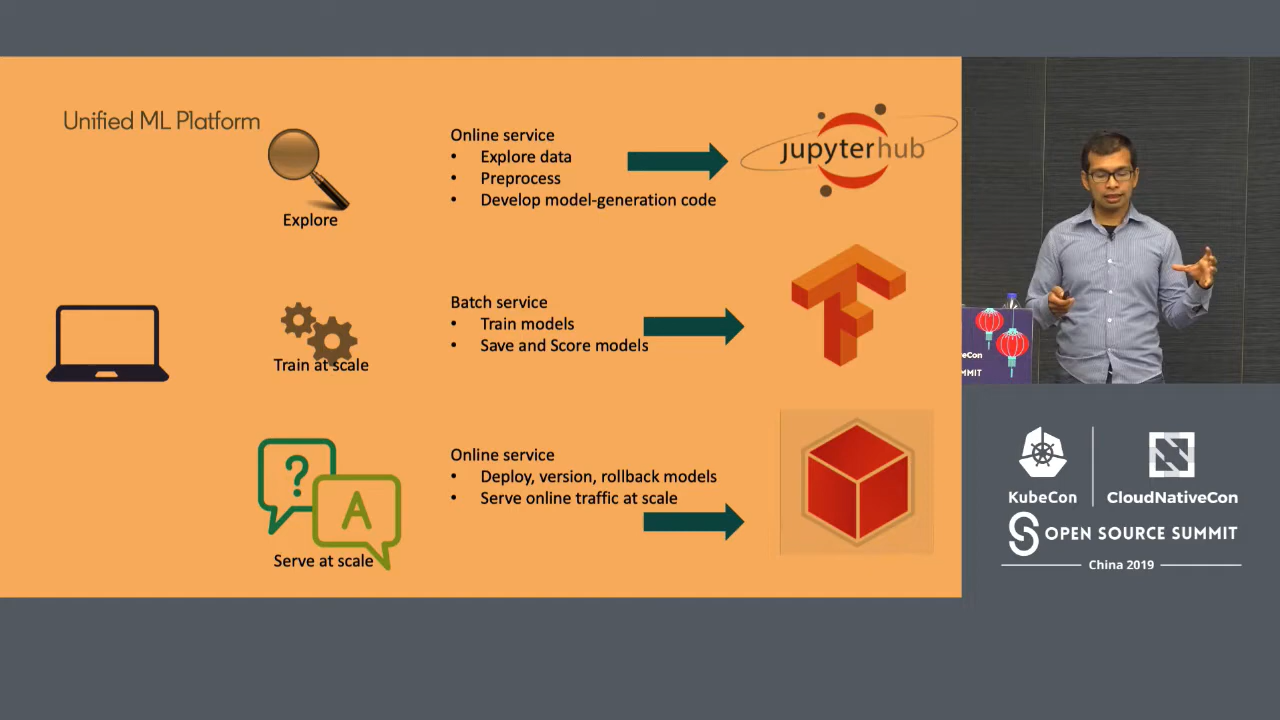 Unified ML Platform
Explore
Online service
• Explore data
• Preprocess
• Develop model-generation code
jupyterhub
Train at scale
Batch service
• Train models
• Save and Score models
?
A
Serve at scale
Online service
• Deploy, version, rollback models
• Serve online traffic at scale
MMIT
KubeCon
CloudNativeCon
OPEN SOURCE SUMMIT
China 2019